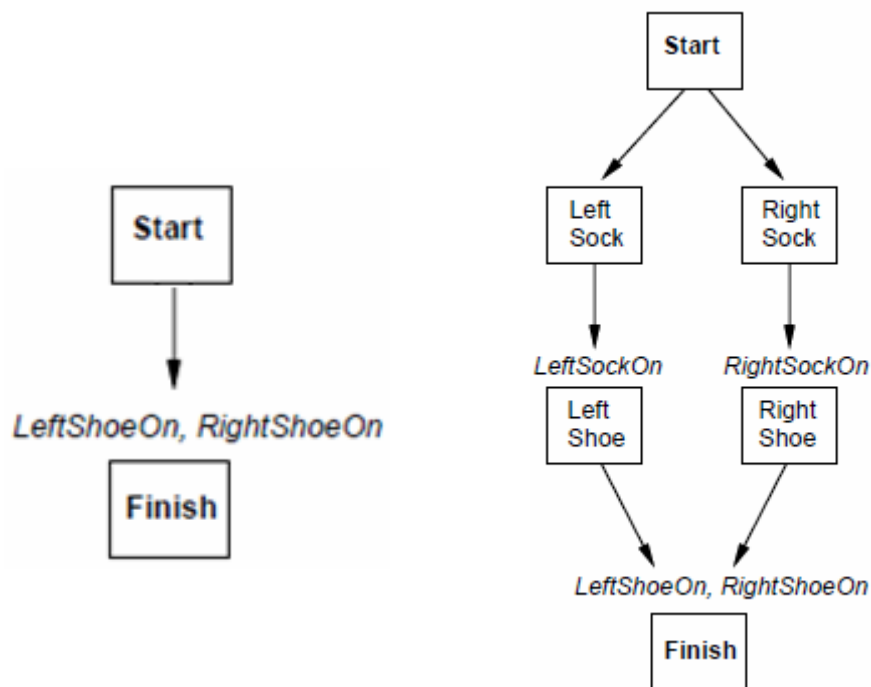 Start
LeftShoeOn, RightShoeOn
Finish
Start
Left
Sock
Right
Sock
LeftSockOn
RightSockOn
Left
Shoe
Right
Shoe
LeftShoeOn, RightShoeOn
Finish